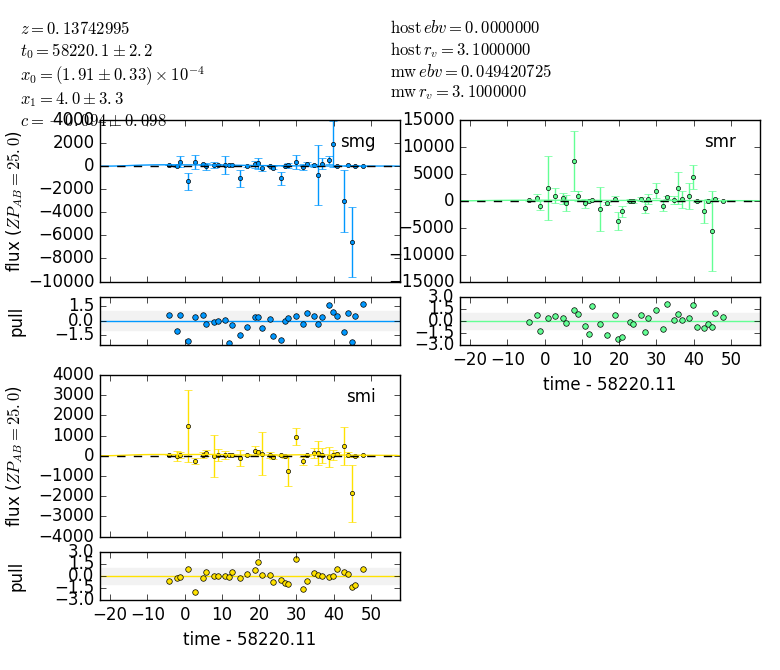 z = 0.13742995
t₀ = 58220.1 ± 2.2
x₀ = (1.91 ± 0.33) × 10⁻⁴
x₁ = 4.0 ± 3.3
c = −0.094 ± 0.098
host ebv = 0.0000000
host r_v = 3.1000000
mw ebv = 0.049420725
mw r_v = 3.1000000
4000
2000
0
−2000
−4000
−6000
−8000
−10000
flux (ZP_AB = 25.0)
smg
15000
10000
5000
0
−5000
−10000
−15000
smr
1.5
0.0
−1.5
pull
3.0
1.5
0.0
−1.5
−3.0
−20 −10 0 10 20 30 40 50
time - 58220.11
4000
3000
2000
1000
0
−1000
−2000
−3000
−4000
flux (ZP_AB = 25.0)
smi
3.0
1.5
0.0
−1.5
−3.0
pull
−20 −10 0 10 20 30 40 50
time - 58220.11